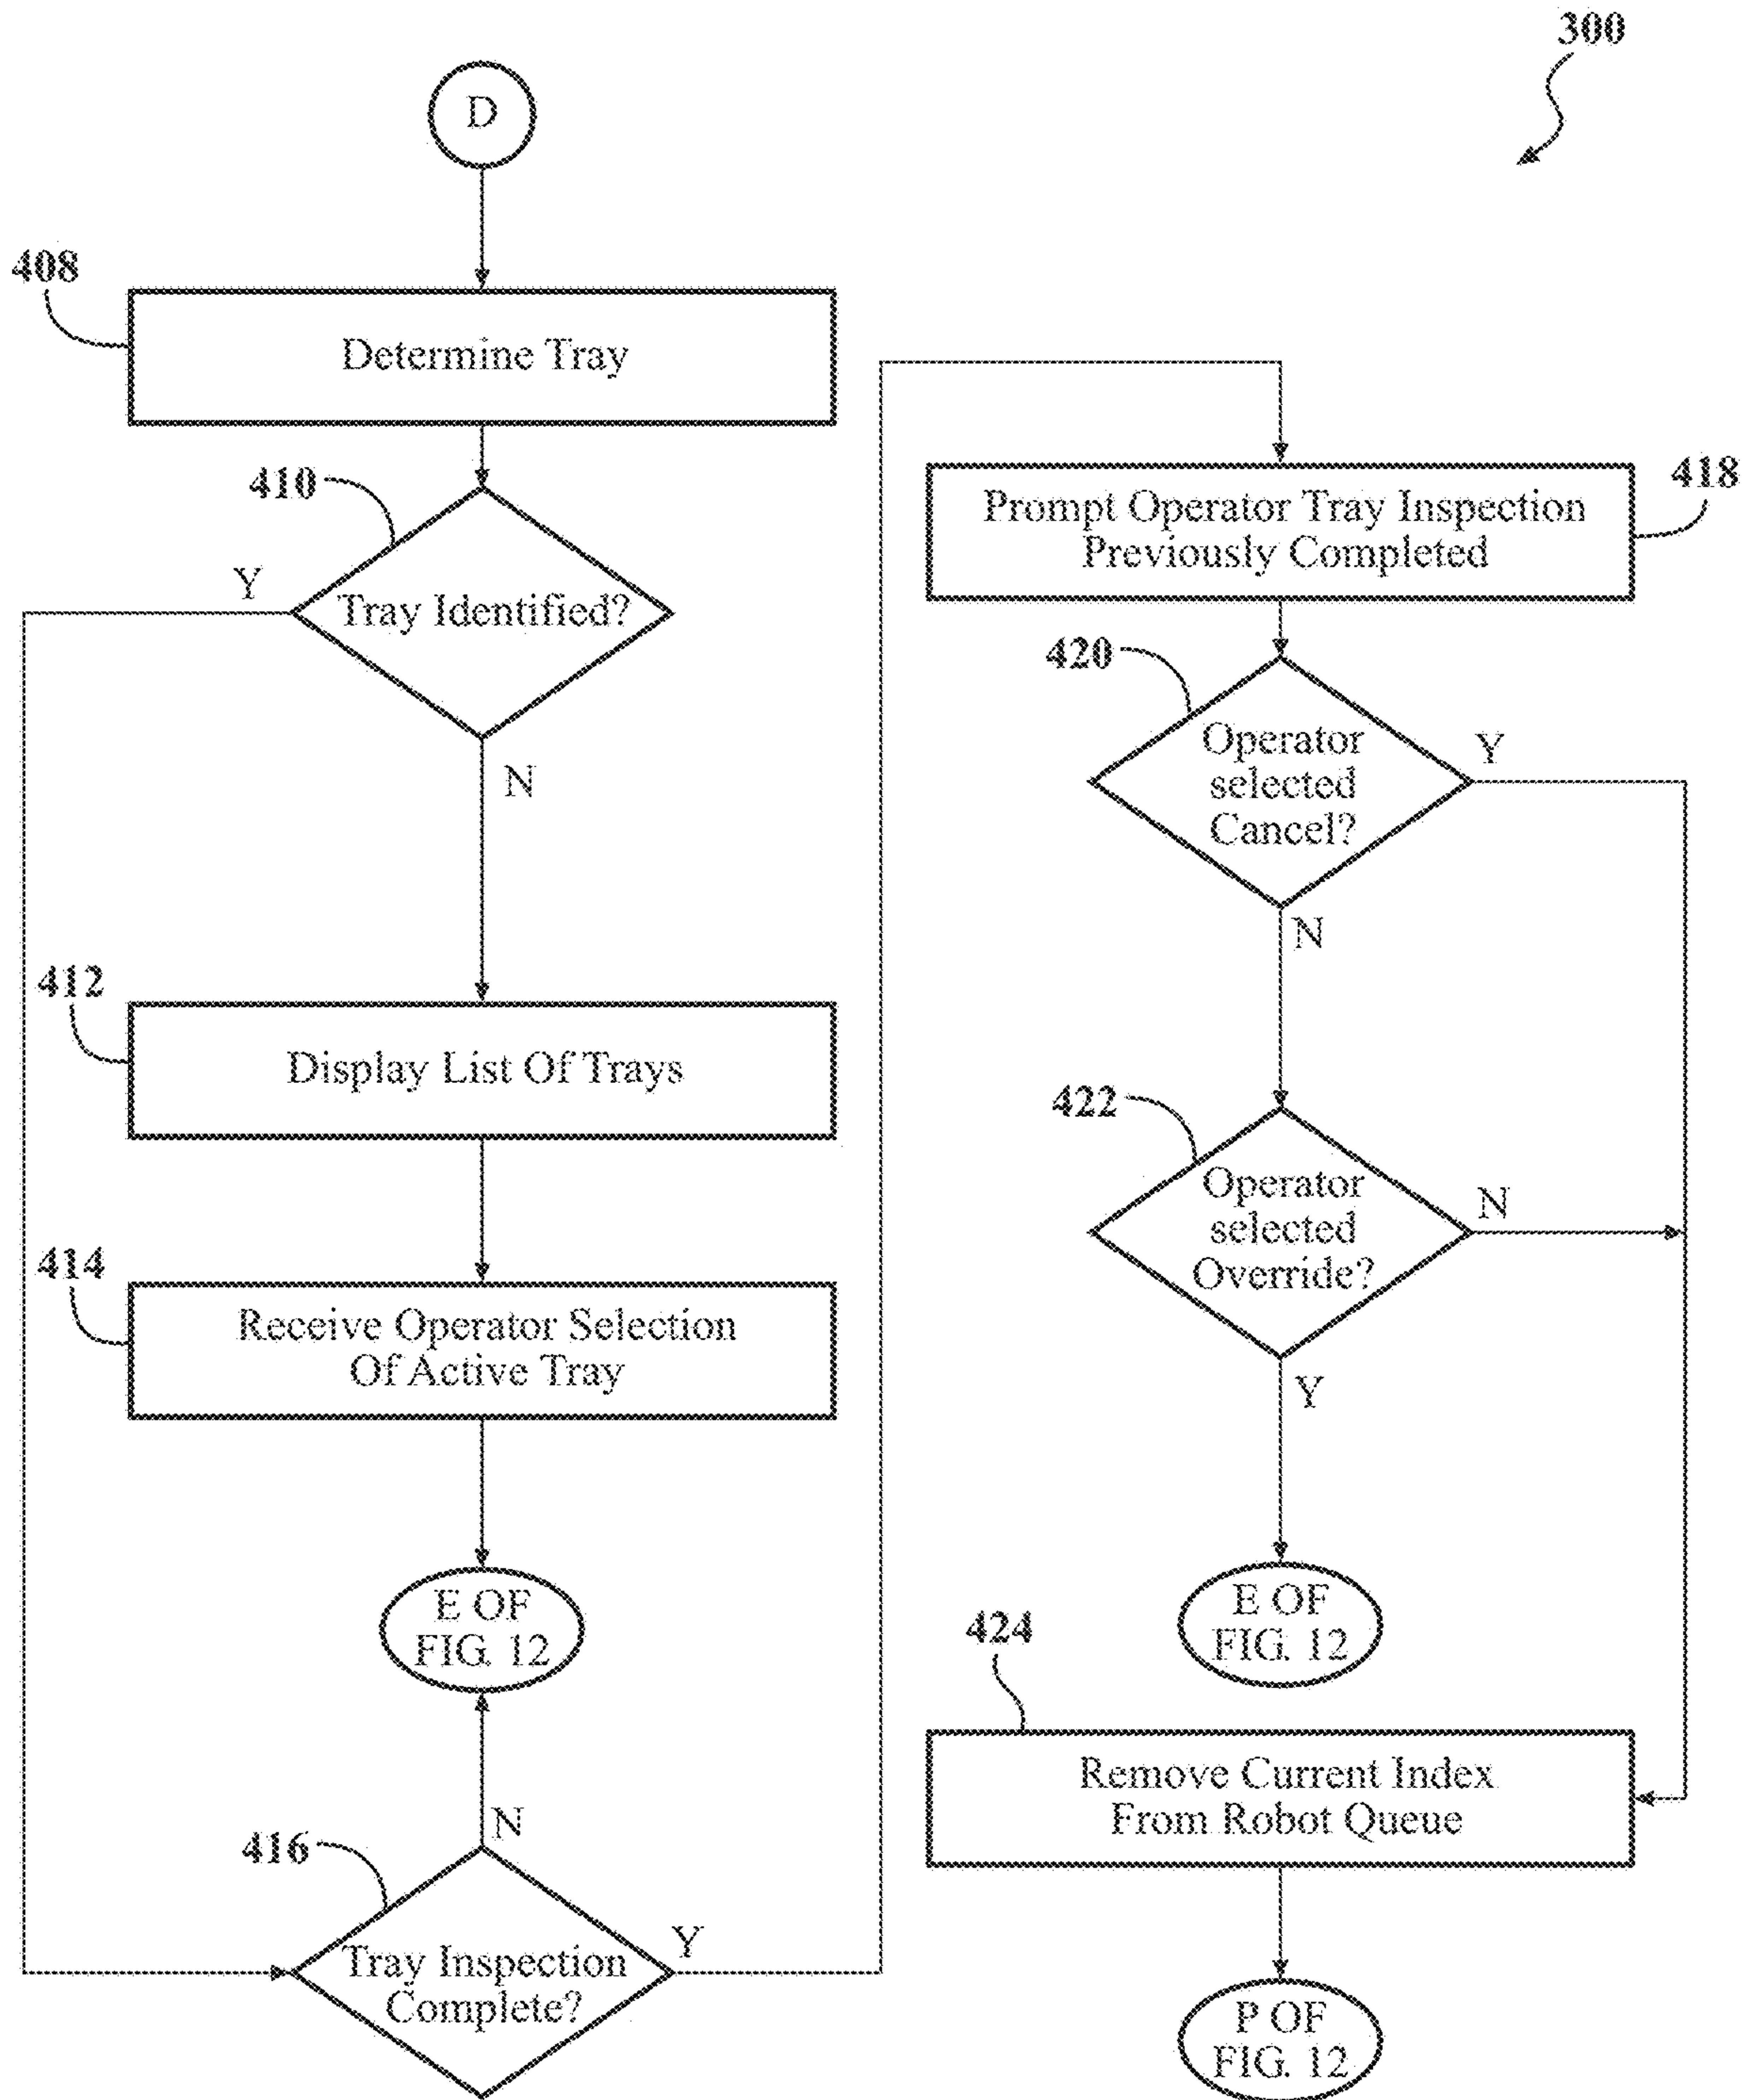 300
D
408
Determine Tray
410
Y
Tray Identified?
N
412
Display List Of Trays
414
Receive Operator Selection
Of Active Tray
E OF
FIG. 12
N
416
Y
Tray Inspection
Complete?
418
Prompt Operator Tray Inspection
Previously Completed
420
Y
Operator
selected
Cancel?
N
422
N
Operator
selected
Override?
Y
E OF
FIG. 12
424
Remove Current Index
From Robot Queue
P OF
FIG. 12